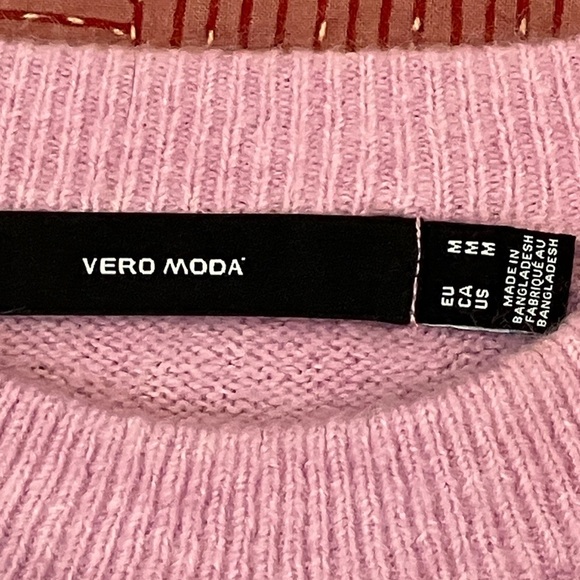 VERO MODA
EU M
CA M
US M
MADE IN
BANGLADESH
FABRIQUÉ AU
BANGLADESH